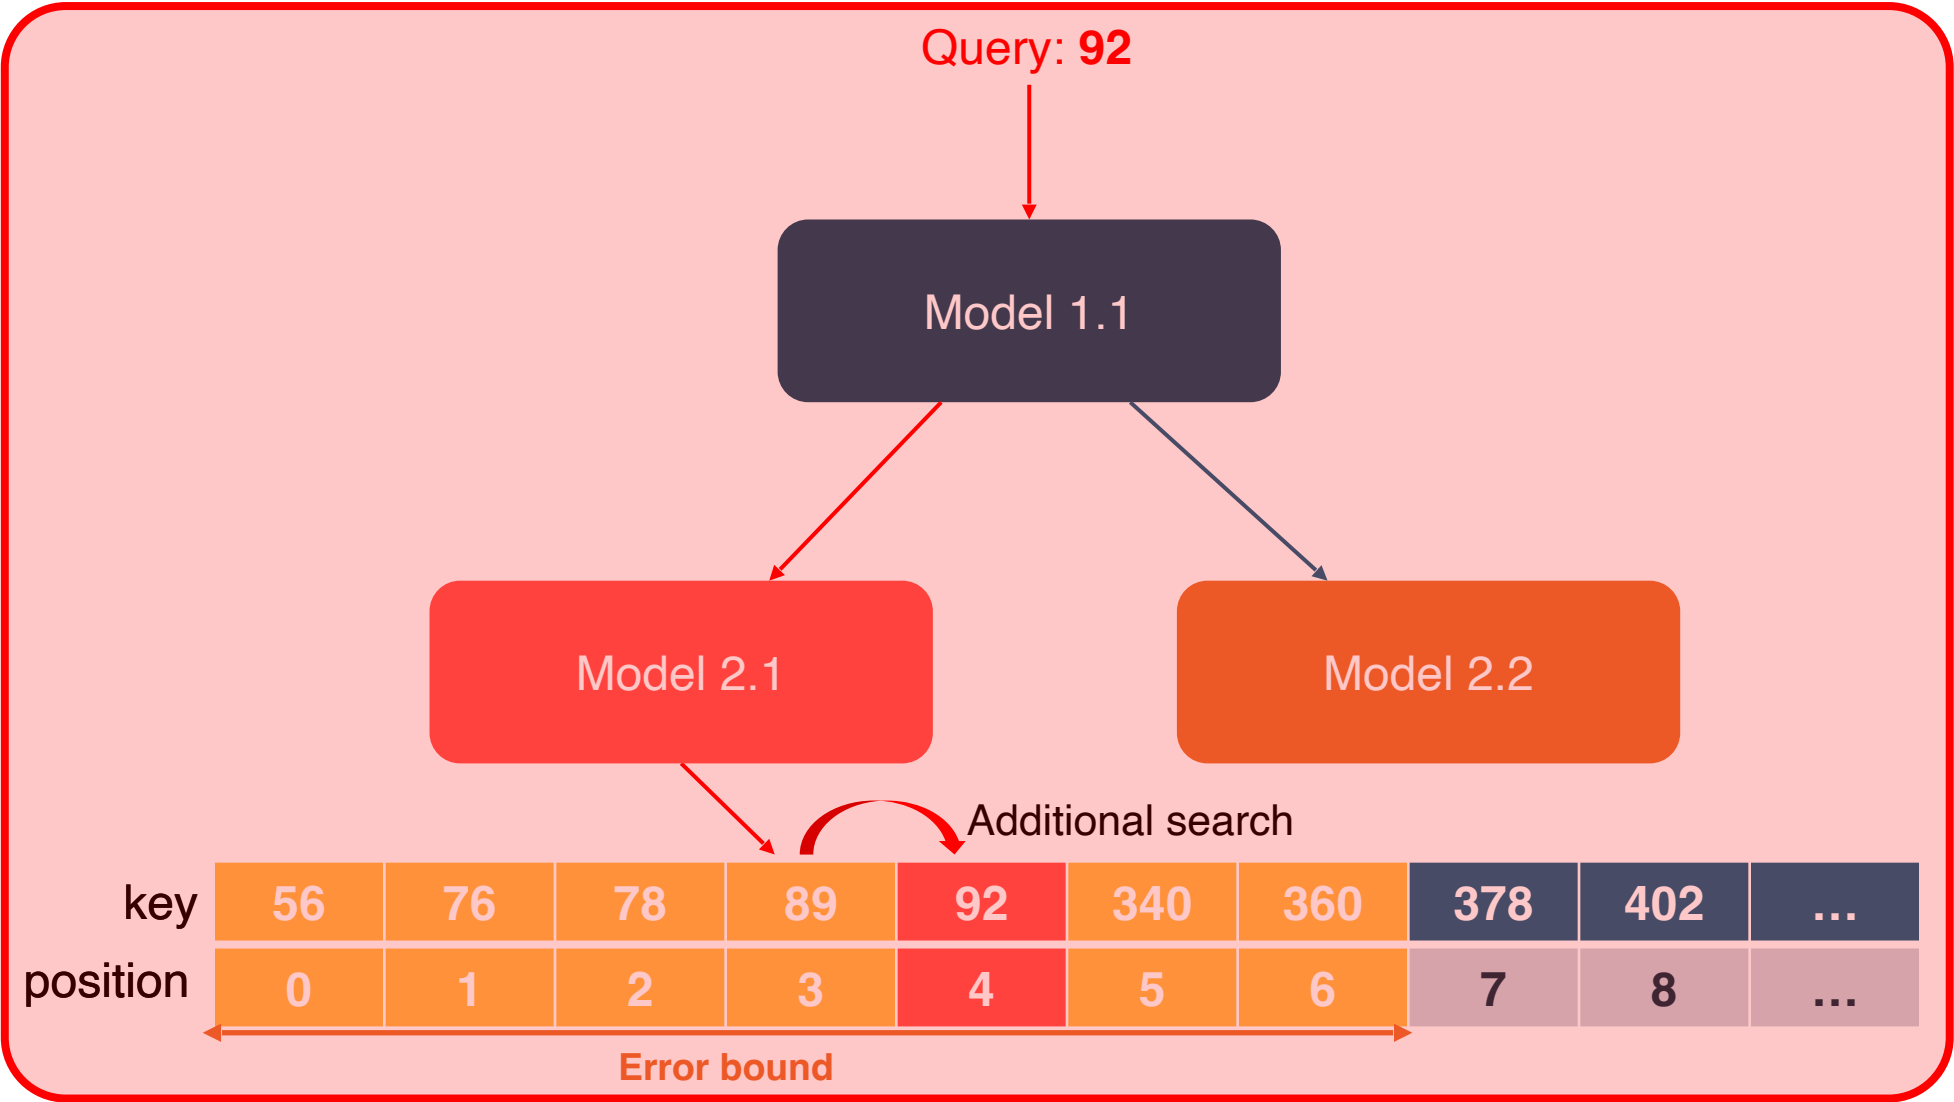 Query: 92
Model 1.1
Model 2.1
Model 2.2
Additional search
key 56 76 78 89 92 340 360 378 402 ...
position 0 1 2 3 4 5 6 7 8 ...
Error bound